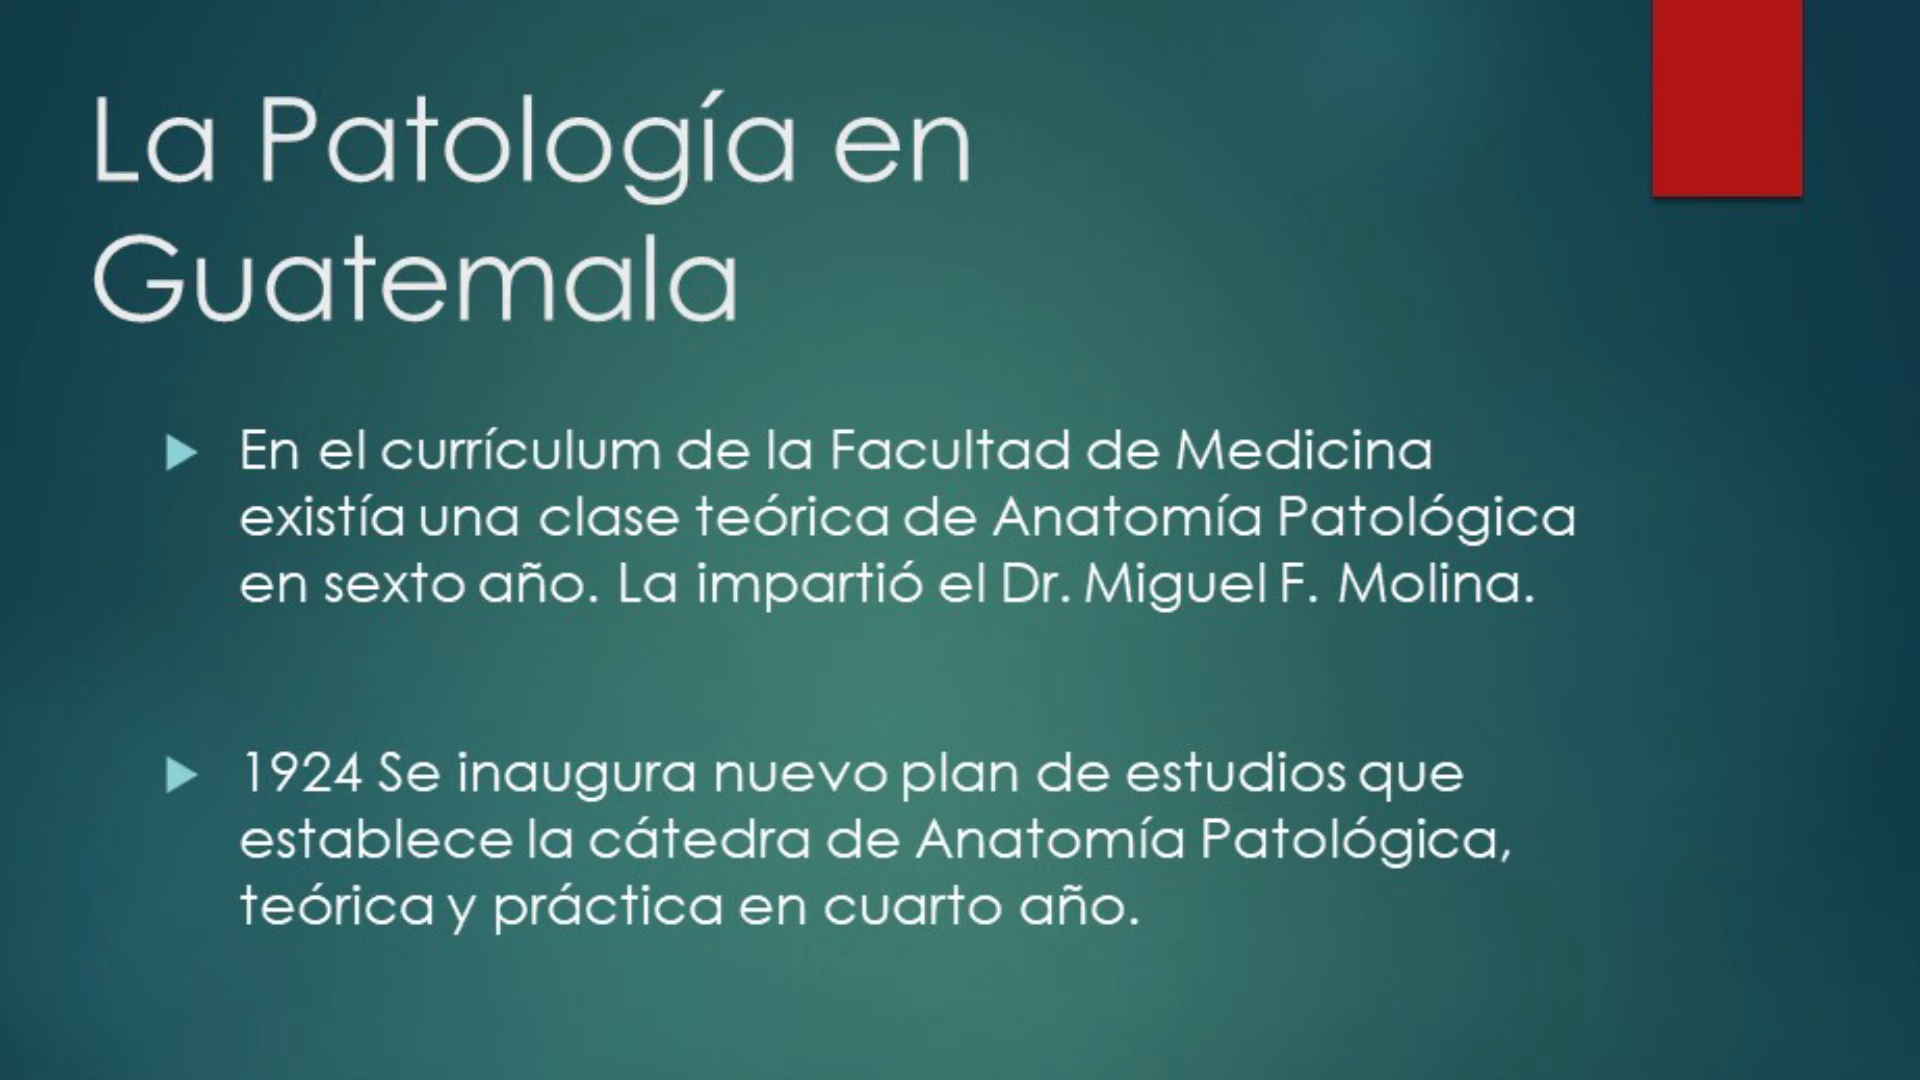 La Patología en
Guatemala
En el currículum de la Facultad de Medicina
existía una clase teórica de Anatomía Patológica
en sexto año. La impartió el Dr. Miguel F. Molina.
1924 Se inaugura nuevo plan de estudios que
establece la cátedra de Anatomía Patológica,
teórica y práctica en cuarto año.